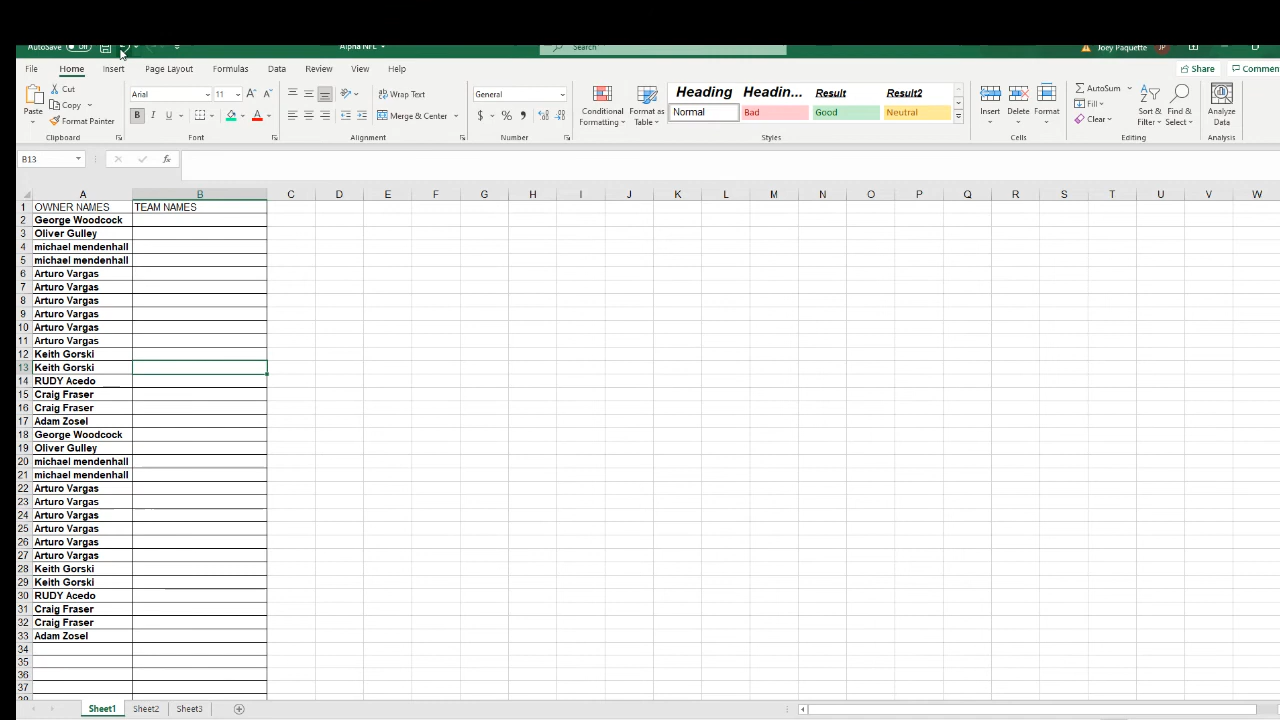 AutoSave Off Alpha NFL Search Joey Paquette JP
File Home Insert Page Layout Formulas Data Review View Help Share Commen
Paste Cut Copy Format Painter Clipboard
Arial 11 A A B I U A Font
Wrap Text Merge & Center Alignment
General $ % , Number
Conditional Formatting Format as Table
Heading Headin... Result Result2
Normal Bad Good Neutral
Styles
Insert Delete Format Cells
AutoSum Fill Clear Sort & Filter Find & Select Editing
Analyze Data Analysis
B13 fx
A B C D E F G H I J K L M N O P Q R S T U V W
1 OWNER NAMES TEAM NAMES
2 George Woodcock
3 Oliver Gulley
4 michael mendenhall
5 michael mendenhall
6 Arturo Vargas
7 Arturo Vargas
8 Arturo Vargas
9 Arturo Vargas
10 Arturo Vargas
11 Arturo Vargas
12 Keith Gorski
13 Keith Gorski
14 RUDY Acedo
15 Craig Fraser
16 Craig Fraser
17 Adam Zosel
18 George Woodcock
19 Oliver Gulley
20 michael mendenhall
21 michael mendenhall
22 Arturo Vargas
23 Arturo Vargas
24 Arturo Vargas
25 Arturo Vargas
26 Arturo Vargas
27 Arturo Vargas
28 Keith Gorski
29 Keith Gorski
30 RUDY Acedo
31 Craig Fraser
32 Craig Fraser
33 Adam Zosel
34
35
36
37
Sheet1 Sheet2 Sheet3